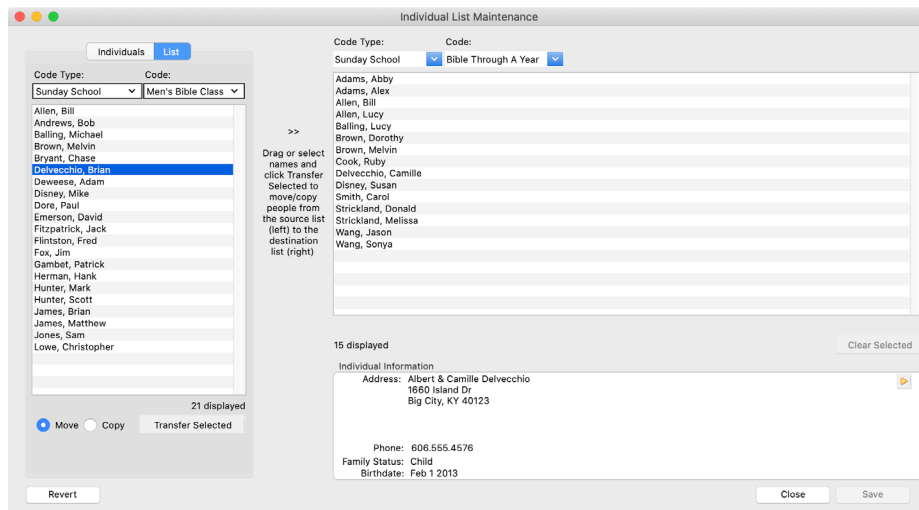 Individual List Maintenance
Individuals
List
Code Type:
Code:
Sunday School
Men's Bible Class
Allen, Bill
Andrews, Bob
Balling, Michael
Brown, Melvin
Bryant, Chase
Delvecchio, Brian
Deweese, Adam
Disney, Mike
Dore, Paul
Emerson, David
Fitzpatrick, Jack
Flintston, Fred
Fox, Jim
Gambet, Patrick
Herman, Hank
Hunter, Mark
Hunter, Scott
James, Brian
James, Matthew
Jones, Sam
Lowe, Christopher
21 displayed
Move
Copy
Transfer Selected
>>
Drag or select
names and
click Transfer
Selected to
move/copy
people from
the source list
(left) to the
destination
list (right)
Code Type:
Code:
Sunday School
Bible Through A Year
Adams, Abby
Adams, Alex
Allen, Bill
Allen, Lucy
Balling, Lucy
Brown, Dorothy
Brown, Melvin
Cook, Ruby
Delvecchio, Camille
Disney, Susan
Smith, Carol
Strickland, Donald
Strickland, Melissa
Wang, Jason
Wang, Sonya
15 displayed
Clear Selected
Individual Information
Address: Albert & Camille Delvecchio
1660 Island Dr
Big City, KY 40123
Phone: 606.555.4576
Family Status: Child
Birthdate: Feb 1 2013
Revert
Close
Save